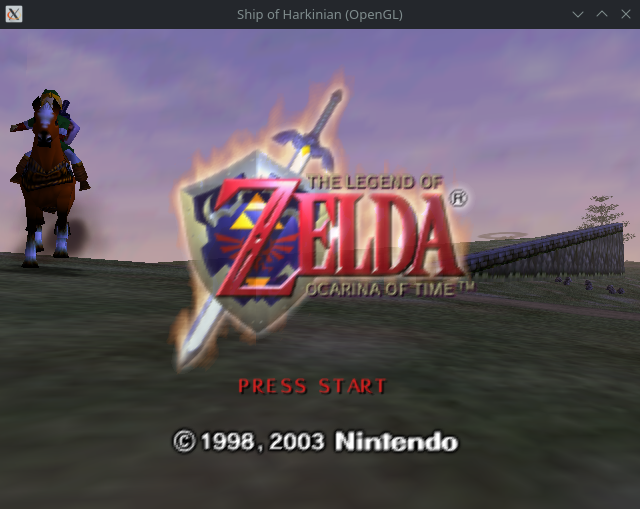 Ship of Harkinian (OpenGL)
THE LEGEND OF
ZELDA®
OCARINA OF TIME™
PRESS START
© 1998, 2003 Nintendo